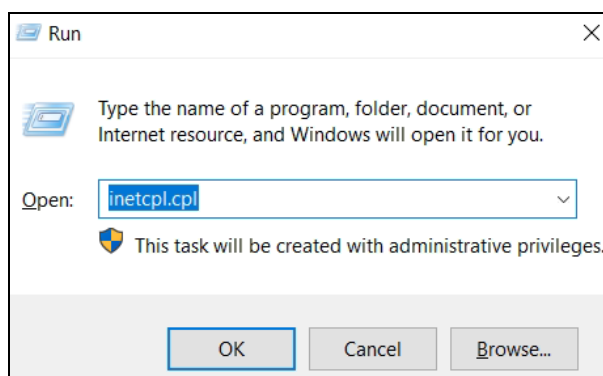 Run
Type the name of a program, folder, document, or
Internet resource, and Windows will open it for you.
Open: inetcpl.cpl
This task will be created with administrative privileges.
OK Cancel Browse...